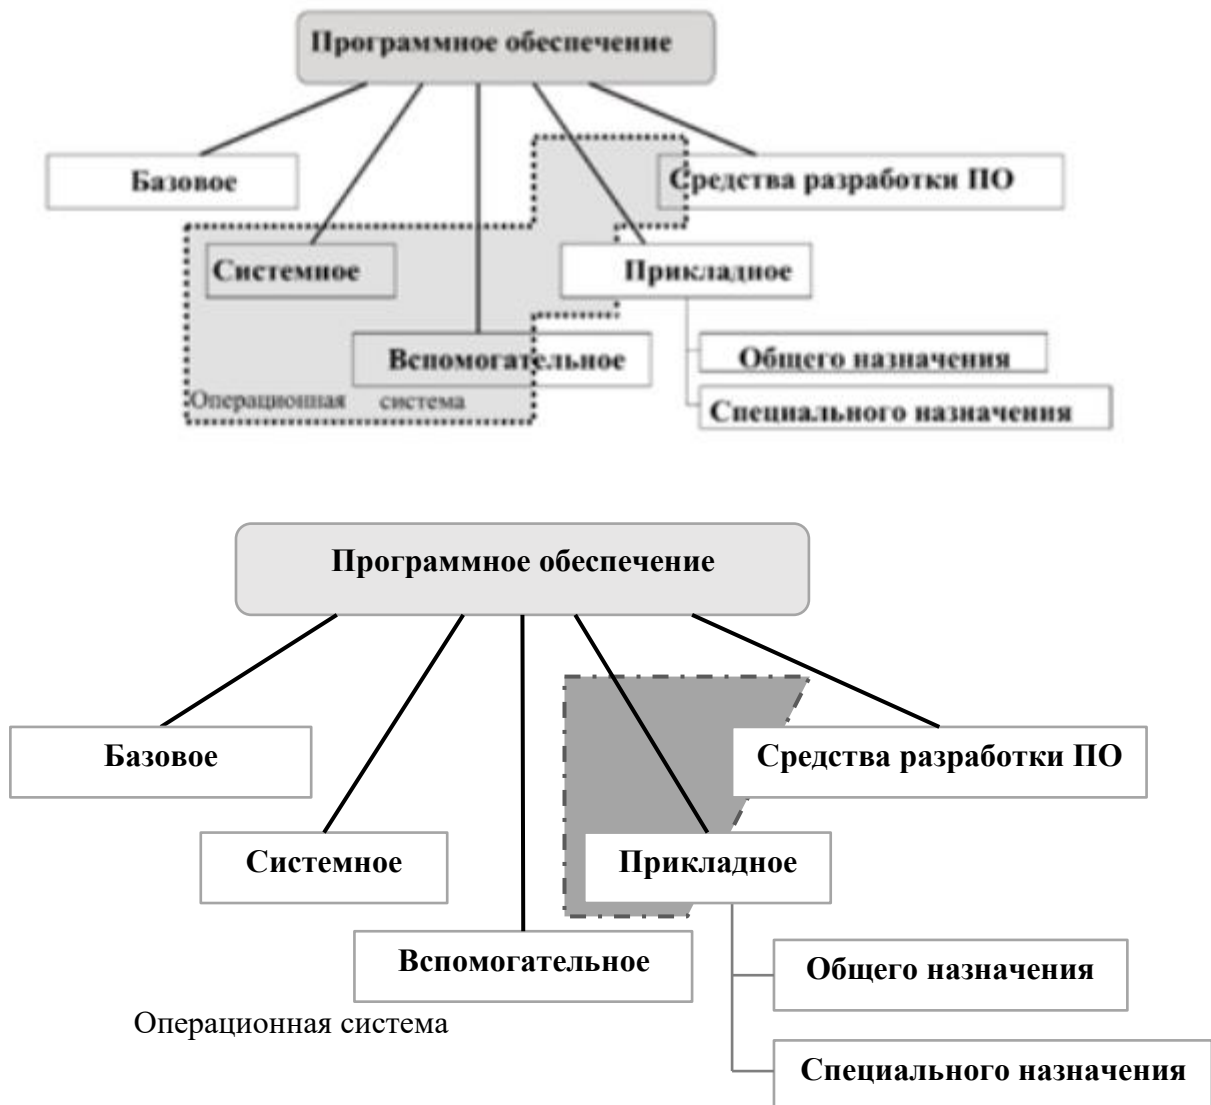 Программное обеспечение
Базовое
Средства разработки ПО
Системное
Прикладное
Вспомогательное
Общего назначения
Операционная система
Специального назначения
Программное обеспечение
Базовое
Средства разработки ПО
Системное
Прикладное
Вспомогательное
Общего назначения
Операционная система
Специального назначения